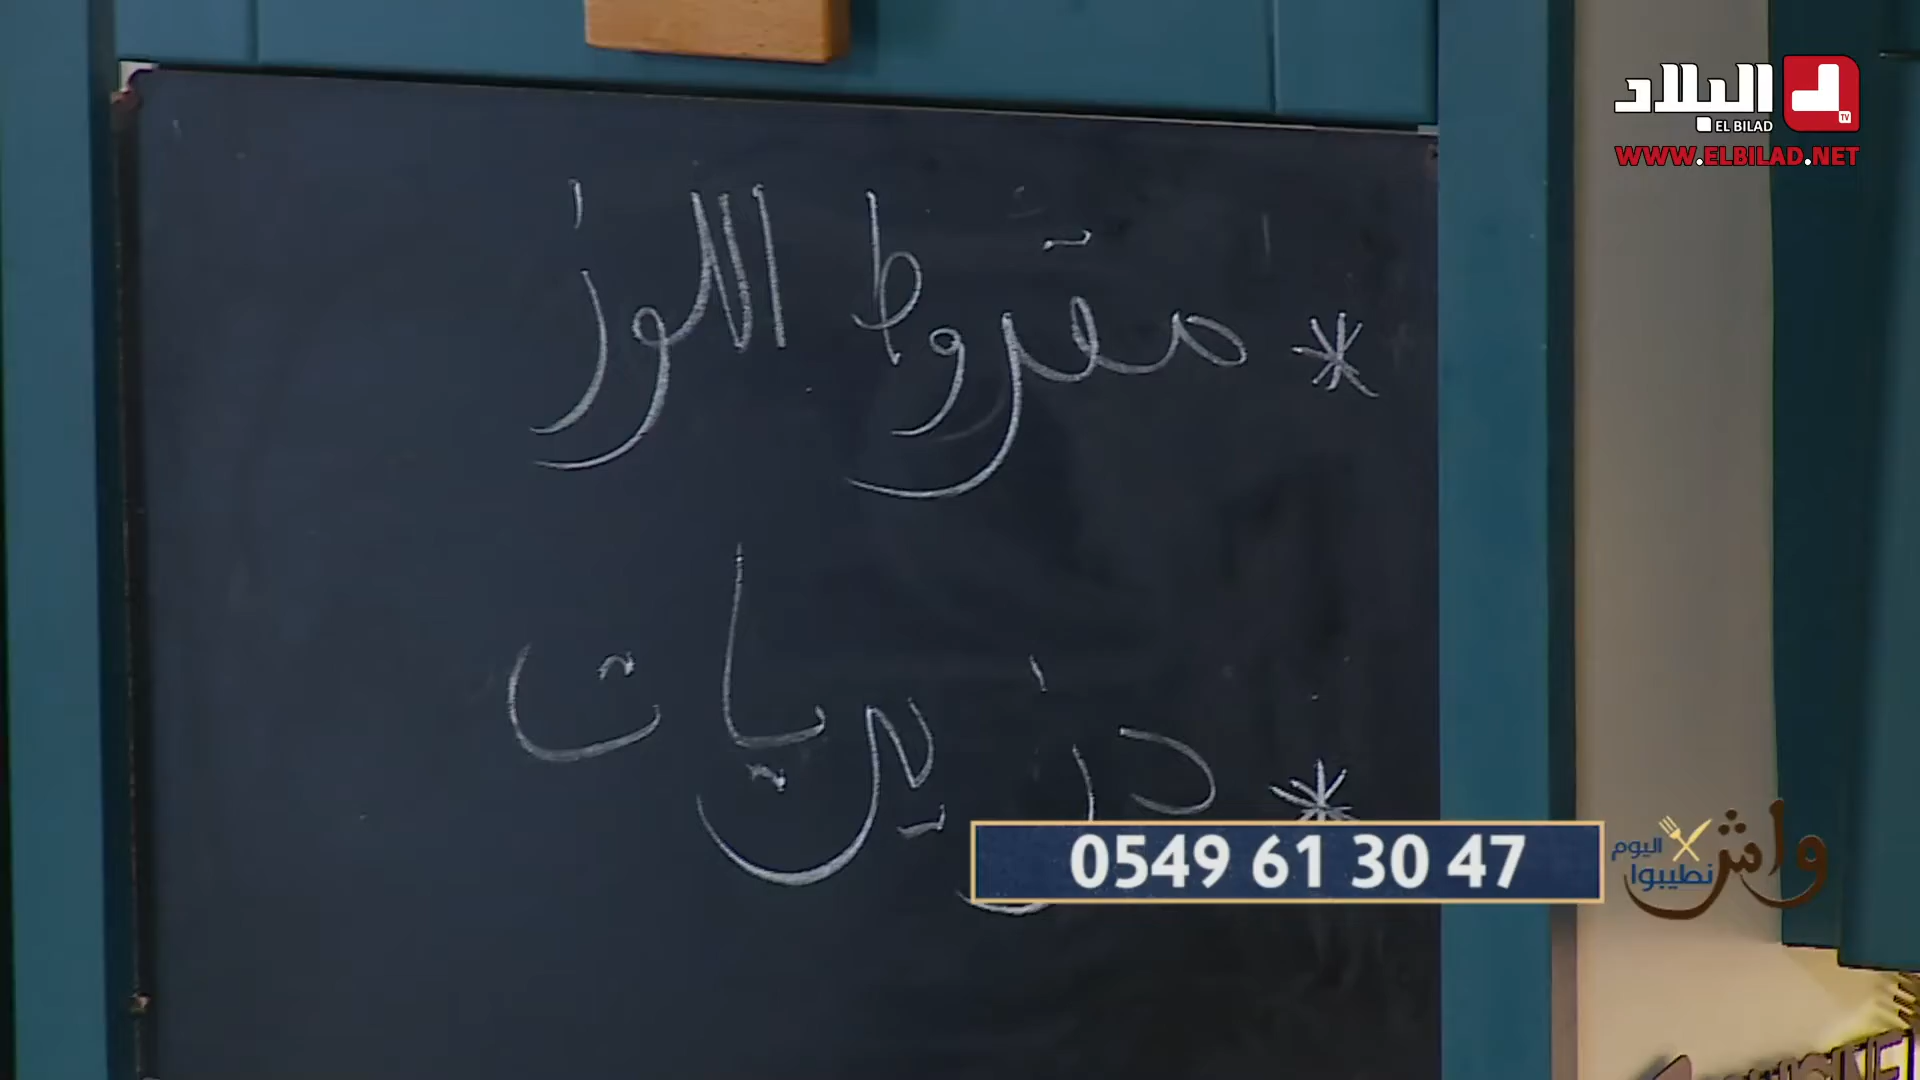 البلاد
EL BILAD
TV
WWW.ELBILAD.NET
* مقروط اللوز
* دزيريات
0549 61 30 47
واش نطيبوا اليوم